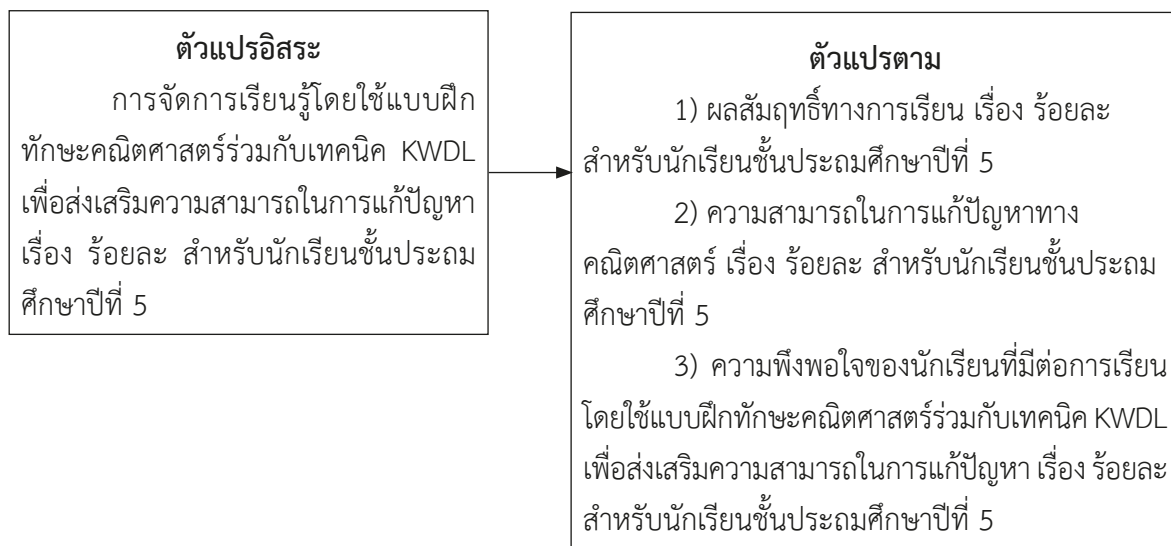 ตัวแปรอิสระ
การจัดการเรียนรู้โดยใช้แบบฝึก
ทักษะคณิตศาสตร์ร่วมกับเทคนิค KWDL
เพื่อส่งเสริมความสามารถในการแก้ปัญหา
เรื่อง ร้อยละ สำหรับนักเรียนชั้นประถม
ศึกษาปีที่ 5
ตัวแปรตาม
1) ผลสัมฤทธิ์ทางการเรียน เรื่อง ร้อยละ
สำหรับนักเรียนชั้นประถมศึกษาปีที่ 5
2) ความสามารถในการแก้ปัญหาทาง
คณิตศาสตร์ เรื่อง ร้อยละ สำหรับนักเรียนชั้นประถม
ศึกษาปีที่ 5
3) ความพึงพอใจของนักเรียนที่มีต่อการเรียน
โดยใช้แบบฝึกทักษะคณิตศาสตร์ร่วมกับเทคนิค KWDL
เพื่อส่งเสริมความสามารถในการแก้ปัญหา เรื่อง ร้อยละ
สำหรับนักเรียนชั้นประถมศึกษาปีที่ 5